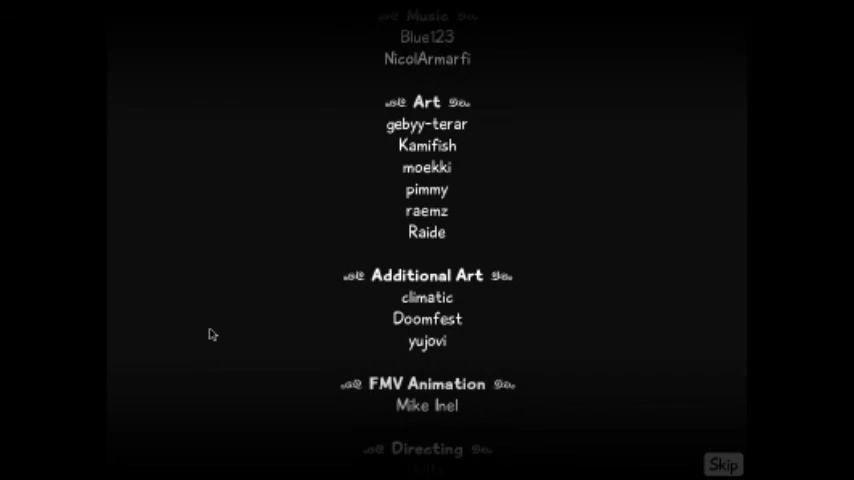 Music
Blue123
NicolArmarfi
Art
gebyy-terar
Kamifish
moekki
pimmy
raemz
Raide
Additional Art
climatic
Doomfest
yujovi
FMV Animation
Mike Inel
Directing
Skip